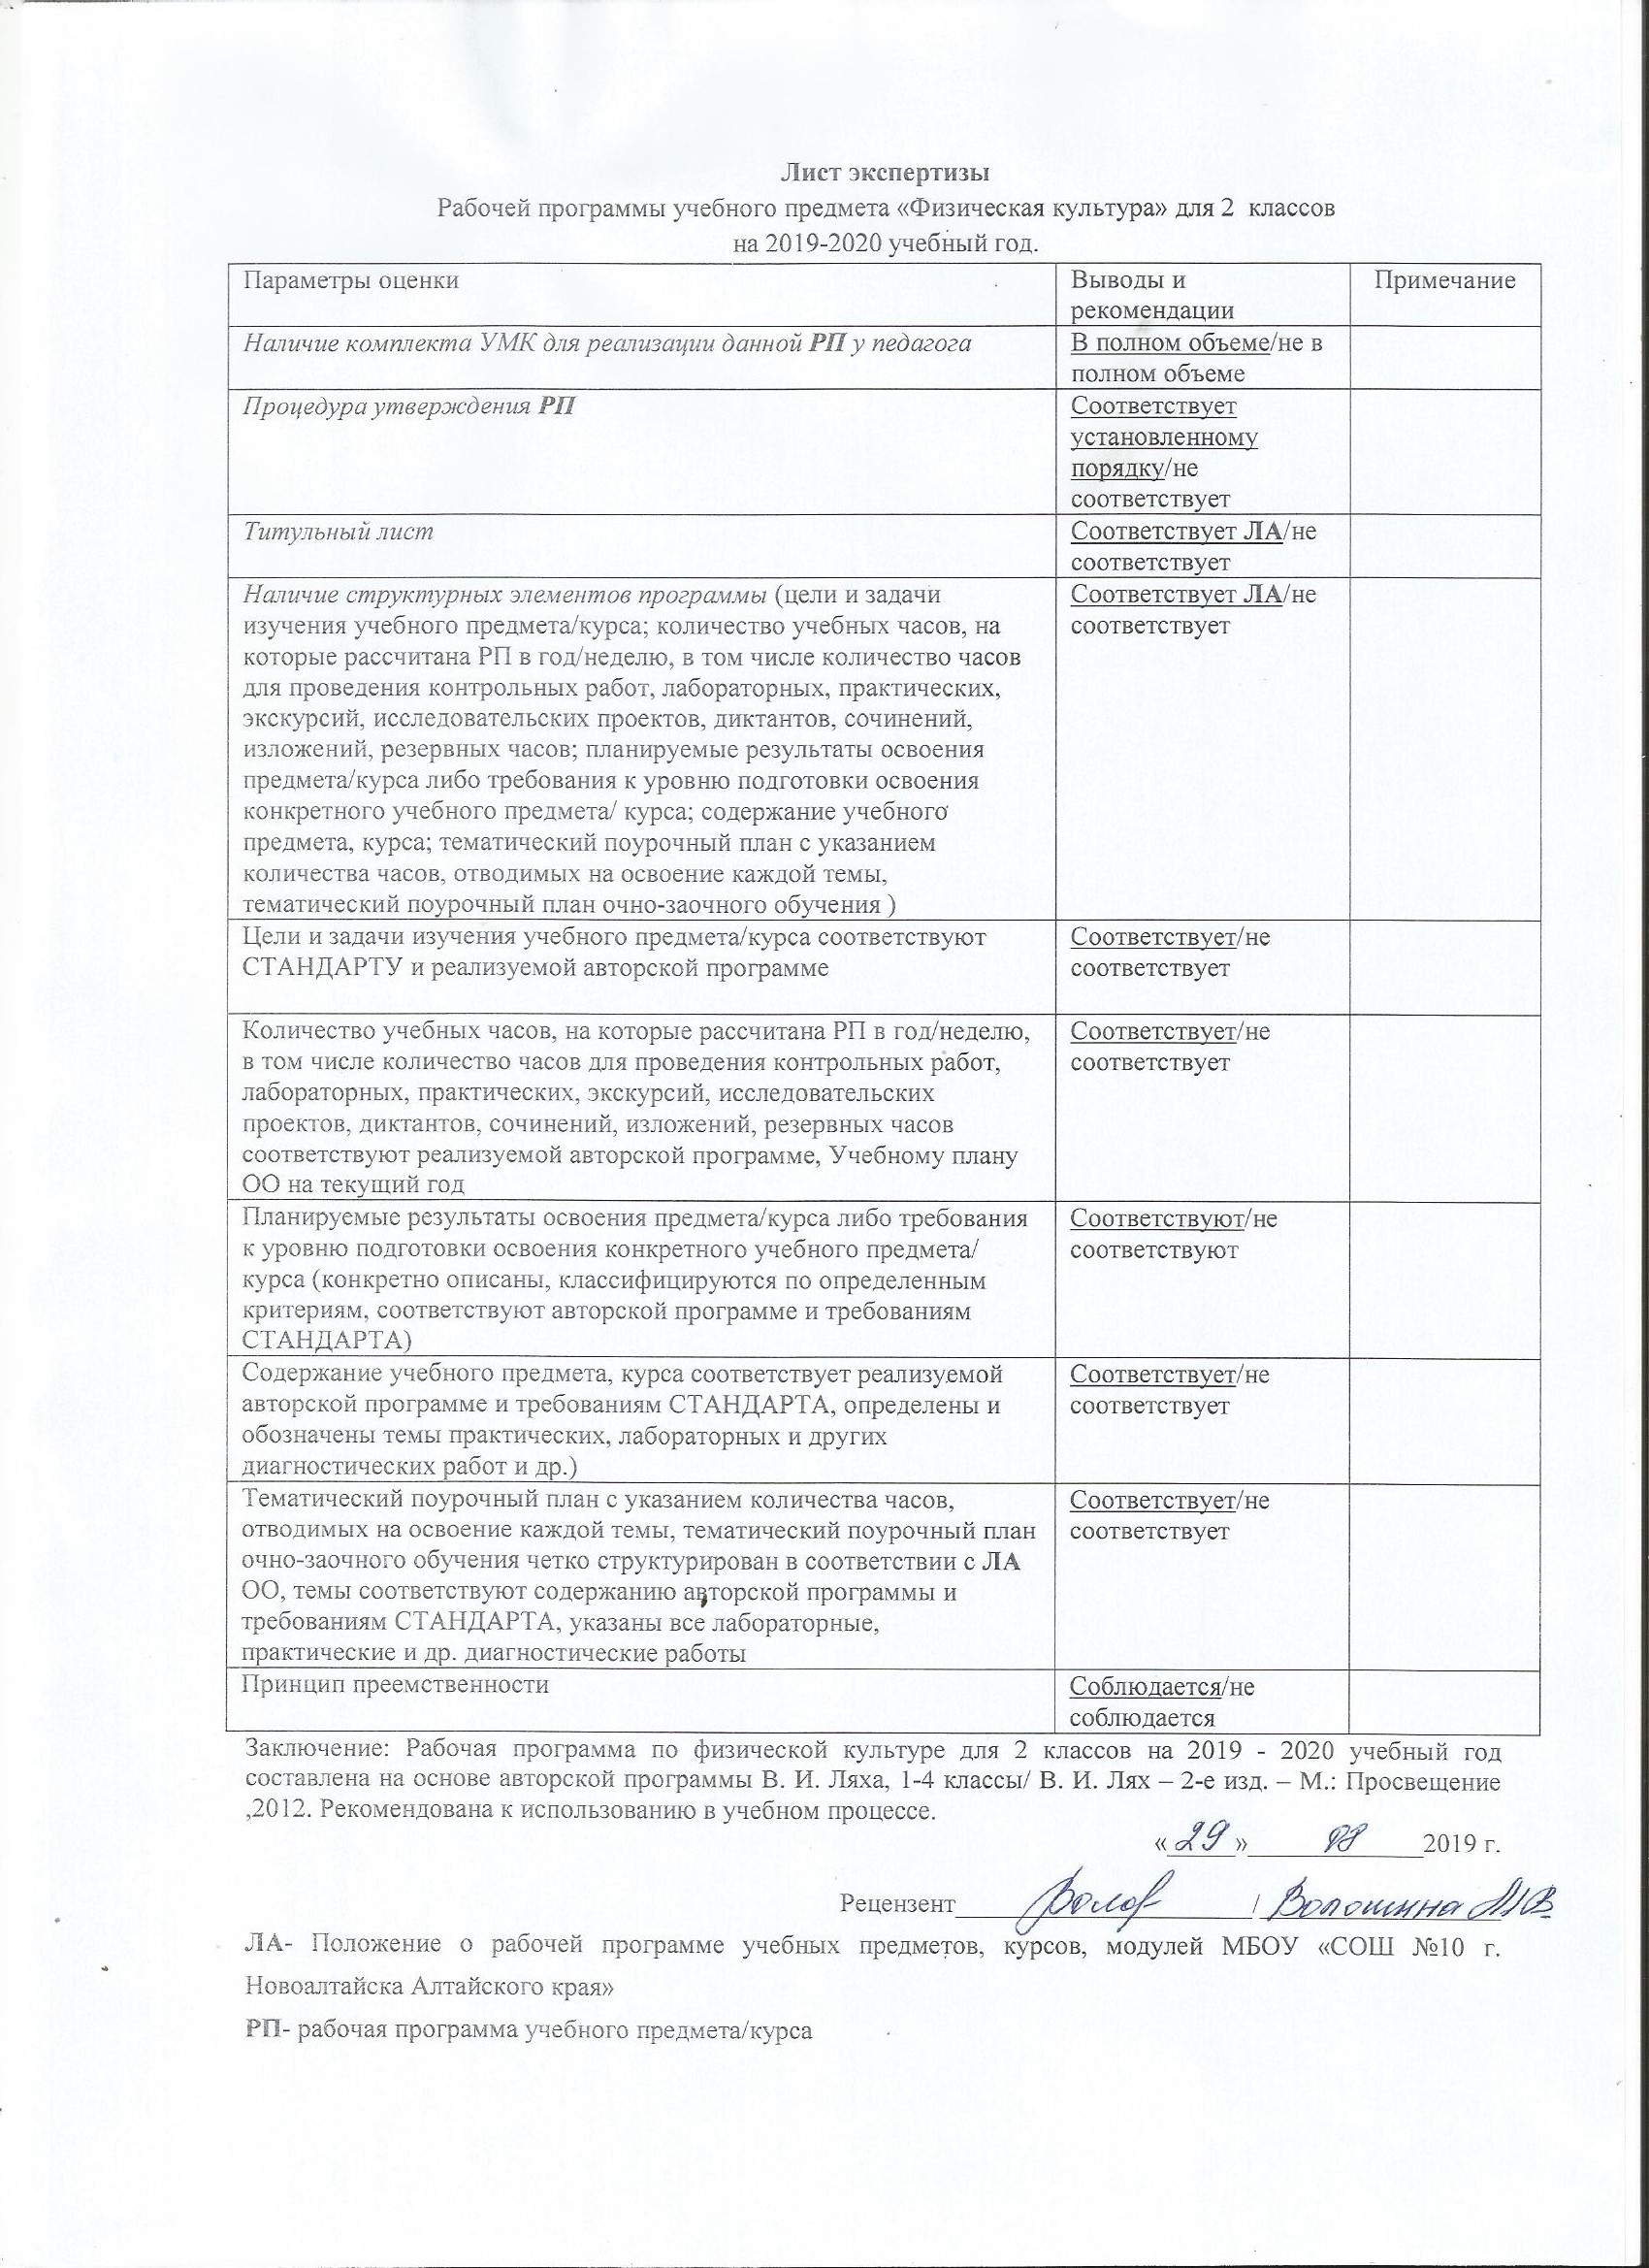 Лист экспертизы
Рабочей программы учебного предмета «Физическая культура» для 2 классов
на 2019-2020 учебный год.
Параметры оценки
Выводы и
рекомендации
Примечание
Наличие комплекта УМК для реализации данной РП у педагога
В полном объеме/не в
полном объеме
Процедура утверждения РП
Соответствует
установленному
порядку/не
соответствует
Титульный лист
Соответствует ЛА/не
соответствует
Наличие структурных элементов программы (цели и задачи
изучения учебного предмета/курса; количество учебных часов, на
которые рассчитана РП в год/неделю, в том числе количество часов
для проведения контрольных работ, лабораторных, практических,
экскурсий, исследовательских проектов, диктантов, сочинений,
изложений, резервных часов; планируемые результаты освоения
предмета/курса либо требования к уровню подготовки освоения
конкретного учебного предмета/ курса; содержание учебного
предмета, курса; тематический поурочный план с указанием
количества часов, отводимых на освоение каждой темы,
тематический поурочный план очно-заочного обучения )
Соответствует ЛА/не
соответствует
Цели и задачи изучения учебного предмета/курса соответствуют
СТАНДАРТУ и реализуемой авторской программе
Соответствует/не
соответствует
Количество учебных часов, на которые рассчитана РП в год/неделю,
в том числе количество часов для проведения контрольных работ,
лабораторных, практических, экскурсий, исследовательских
проектов, диктантов, сочинений, изложений, резервных часов
соответствуют реализуемой авторской программе, Учебному плану
ОО на текущий год
Соответствует/не
соответствует
Планируемые результаты освоения предмета/курса либо требования
к уровню подготовки освоения конкретного учебного предмета/
курса (конкретно описаны, классифицируются по определенным
критериям, соответствуют авторской программе и требованиям
СТАНДАРТА)
Соответствуют/не
соответствуют
Содержание учебного предмета, курса соответствует реализуемой
авторской программе и требованиям СТАНДАРТА, определены и
обозначены темы практических, лабораторных и других
диагностических работ и др.)
Соответствует/не
соответствует
Тематический поурочный план с указанием количества часов,
отводимых на освоение каждой темы, тематический поурочный план
очно-заочного обучения четко структурирован в соответствии с ЛА
ОО, темы соответствуют содержанию авторской программы и
требованиям СТАНДАРТА, указаны все лабораторные,
практические и др. диагностические работы
Соответствует/не
соответствует
Принцип преемственности
Соблюдается/не
соблюдается
Заключение: Рабочая программа по физической культуре для 2 классов на 2019 - 2020 учебный год
составлена на основе авторской программы В. И. Ляха, 1-4 классы/ В. И. Лях – 2-е изд. – М.: Просвещение
,2012. Рекомендована к использованию в учебном процессе.
«29» 08 2019 г.
Рецензент / Волошина
ЛА- Положение о рабочей программе учебных предметов, курсов, модулей МБОУ «СОШ №10 г.
Новоалтайска Алтайского края»
РП- рабочая программа учебного предмета/курса